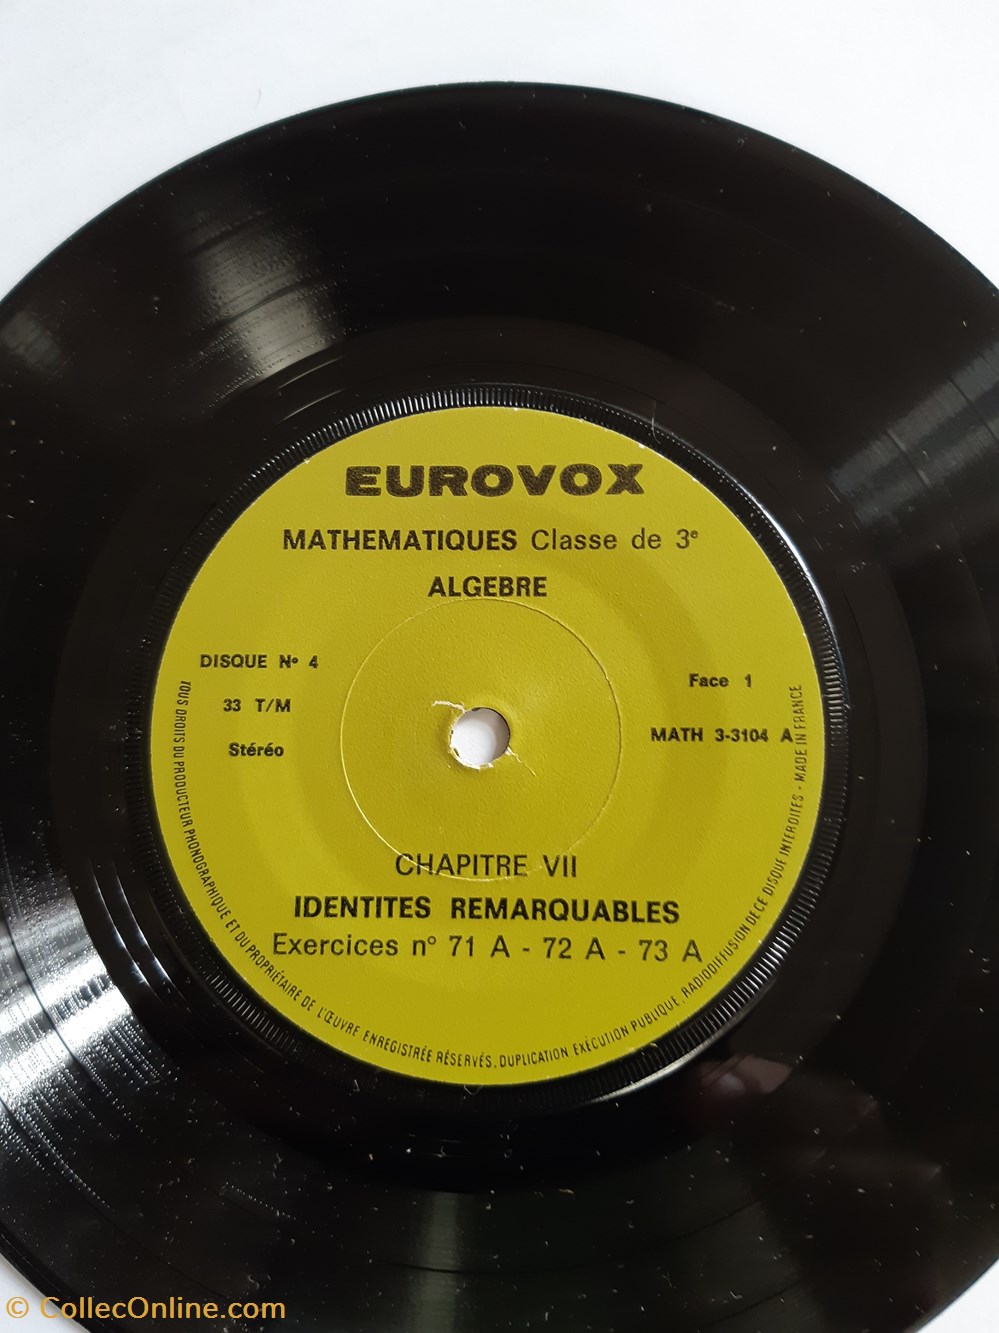 EUROVOX
MATHEMATIQUES Classe de 3e
ALGEBRE
DISQUE No 4
33 T/M
Stéréo
Face 1
MATH 3-3104 A
CHAPITRE VII
IDENTITES REMARQUABLES
Exercices no 71 A - 72 A - 73 A
TOUS DROITS DU PRODUCTEUR PHONOGRAPHIQUE ET DU PROPRIÉTAIRE DE L'ŒUVRE ENREGISTRÉE RÉSERVÉS. DUPLICATION EXÉCUTION PUBLIQUE, RADIODIFFUSION DE CE DISQUE INTERDITES - MADE IN FRANCE
© CollecOnline.com